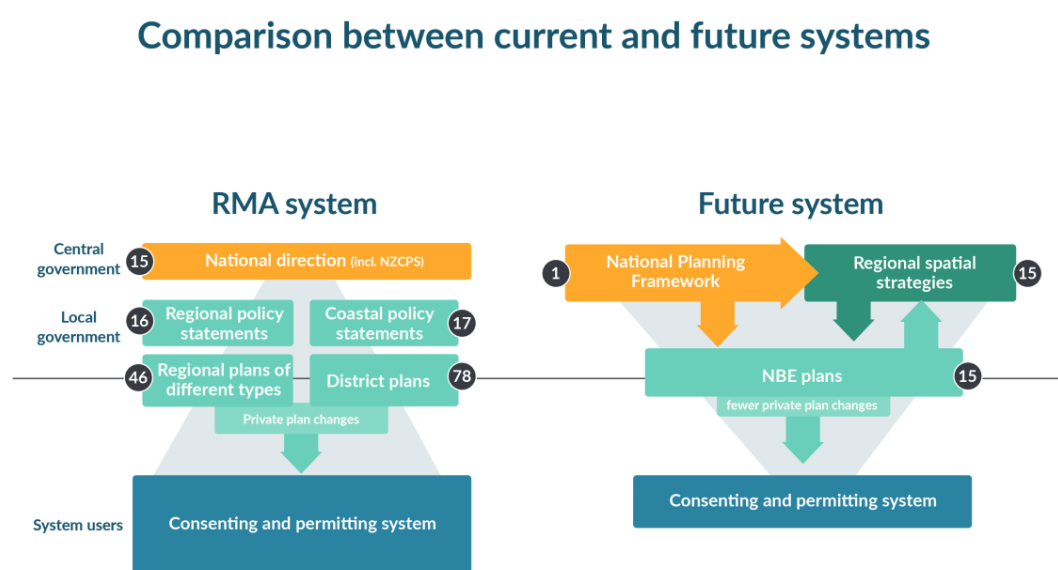 Comparison between current and future systems
RMA system
Central
government
15
National direction (incl. NZCPS)
Local
government
16
Regional policy
statements
Coastal policy
statements
17
46
Regional plans of
different types
District plans
78
Private plan changes
System users
Consenting and permitting system
Future system
1
National Planning
Framework
Regional spatial
strategies
15
NBE plans
15
fewer private plan changes
Consenting and permitting system